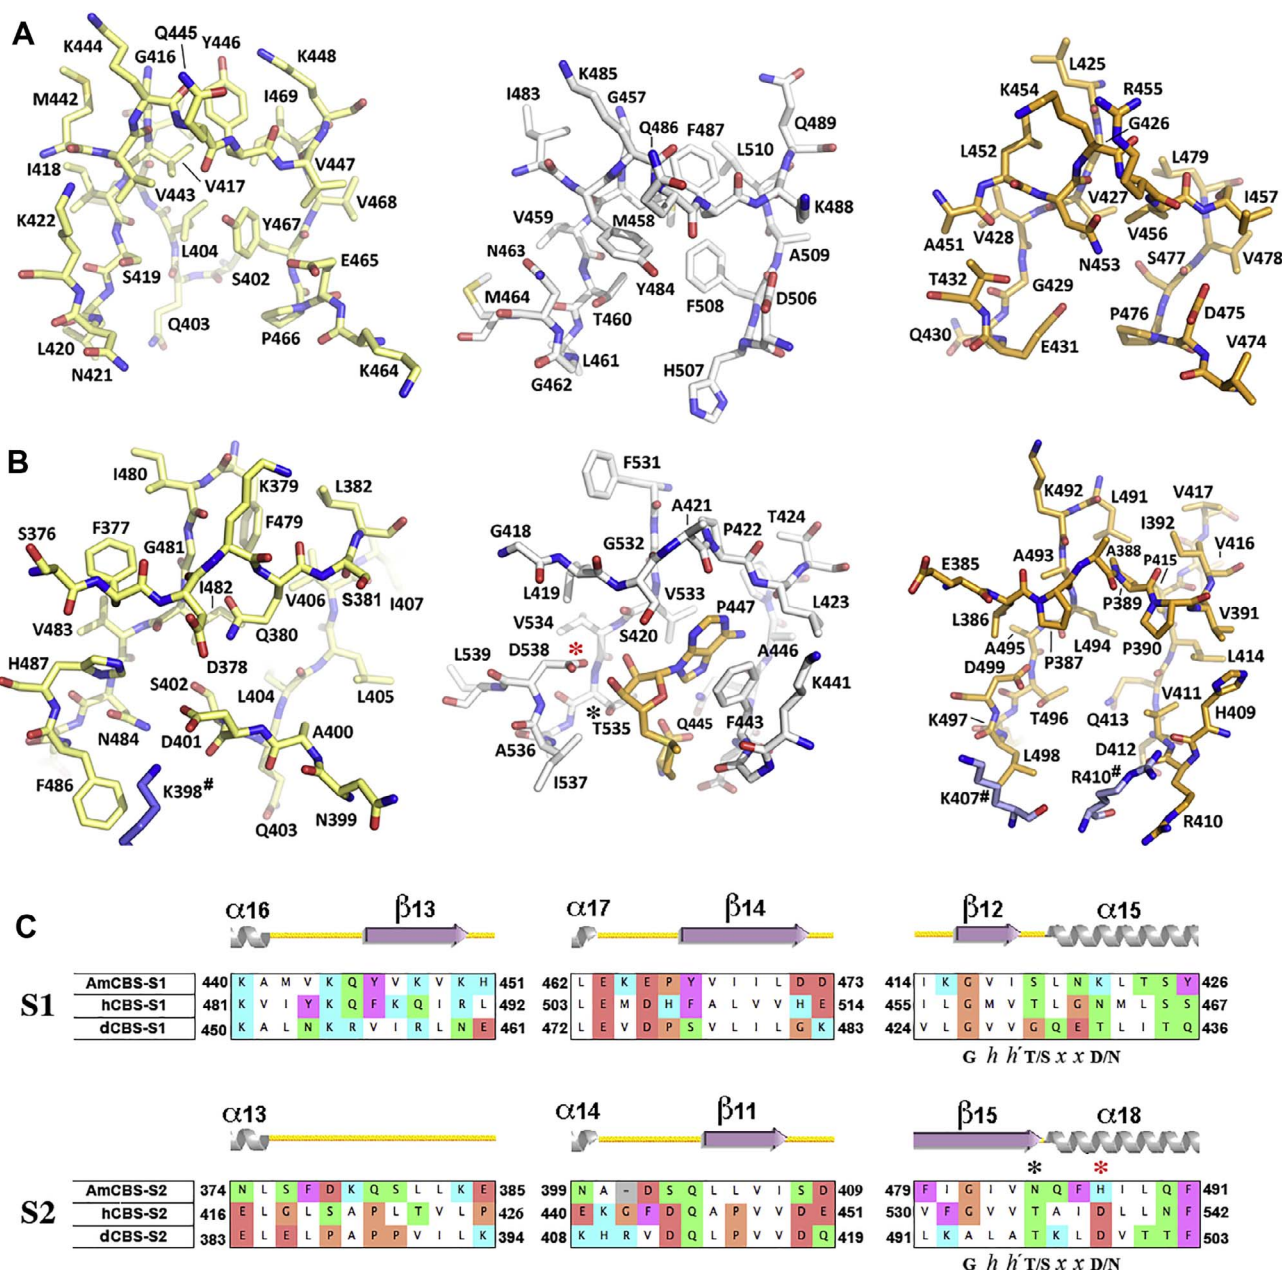 A
K444
Q445
Y446
G416
K448
M442
I469
I418
V443
V417
V447
V468
K422
Y467
L404
S419
S402
E465
Q403
P466
L420
N421
K464
K485
I483
G457
Q486
F487
Q489
L510
V459
M458
K488
N463
A509
M464
Y484
F508
D506
T460
L461
G462
H507
L425
K454
R455
G426
L452
L479
V427
I457
V456
A451
V428
S477
N453
V478
T432
G429
P476
D475
Q430
E431
V474
B
I480
K379
L382
F479
S376
F377
G481
I482
V406
S381
I407
V483
Q380
H487
D378
S402
L404
L405
N484
D401
A400
F486
K398#
N399
Q403
F531
A421
P422
T424
G418
G532
L419
V533
L423
V534
P447
S420
D538
*
A446
L539
K441
*
T535
Q445
F443
A536
I537
K492
L491
V417
I392
E385
A493
A388
P415
V416
P389
L386
V391
A495
L494
P390
D499
P387
L414
V411
H409
K497
T496
Q413
D412
L498
R410#
K407#
R410
C
α16 β13 α17 β14 β12 α15
S1
AmCBS-S1 440 K A M V K Q Y V K V K H 451 462 L E K E P Y V I I L D D 473 414 I K G V I S L N K L T S Y 426
hCBS-S1 481 K V I Y K Q F K Q I R L 492 503 L E M D H F A L V V H E 514 455 I L G M V T L G N M L S S 467
dCBS-S1 450 K A L N K R V I R L N E 461 472 L E V D P S V L I L G K 483 424 V L G V V G Q E T L I T Q 436
G h h´ T/S x x D/N
α13 α14 β11 β15 α18
* *
S2
AmCBS-S2 374 N L S F D K Q S L L K E 385 399 N A - D S Q L L V I S D 409 479 F I G I V N Q F H I L Q F 491
hCBS-S2 416 E L G L S A P L T V L P 426 440 E K G F D Q A P V V D E 451 530 V F G V V T A I D L L N F 542
dCBS-S2 383 E L E L P A P P V I L K 394 408 K H R V D Q L P V V D Q 419 491 L K A L A T K L D V T T F 503
G h h´ T/S x x D/N